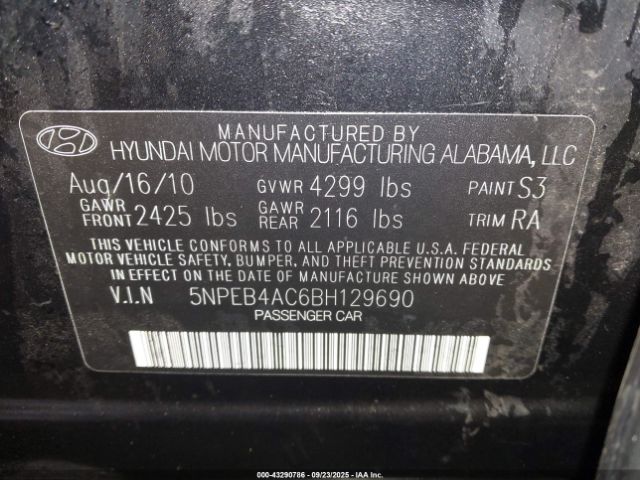 MANUFACTURED BY
HYUNDAI MOTOR MANUFACTURING ALABAMA, LLC
Aug/16/10 GVWR 4299 lbs PAINT S3
GAWR FRONT 2425 lbs GAWR REAR 2116 lbs TRIM RA
THIS VEHICLE CONFORMS TO ALL APPLICABLE U.S.A. FEDERAL
MOTOR VEHICLE SAFETY, BUMPER, AND THEFT PREVENTION STANDARDS
IN EFFECT ON THE DATE OF MANUFACTURE SHOWN ABOVE
V.I.N 5NPEB4AC6BH129690
PASSENGER CAR
000-43290786 - 09/23/2025 - IAA Inc.